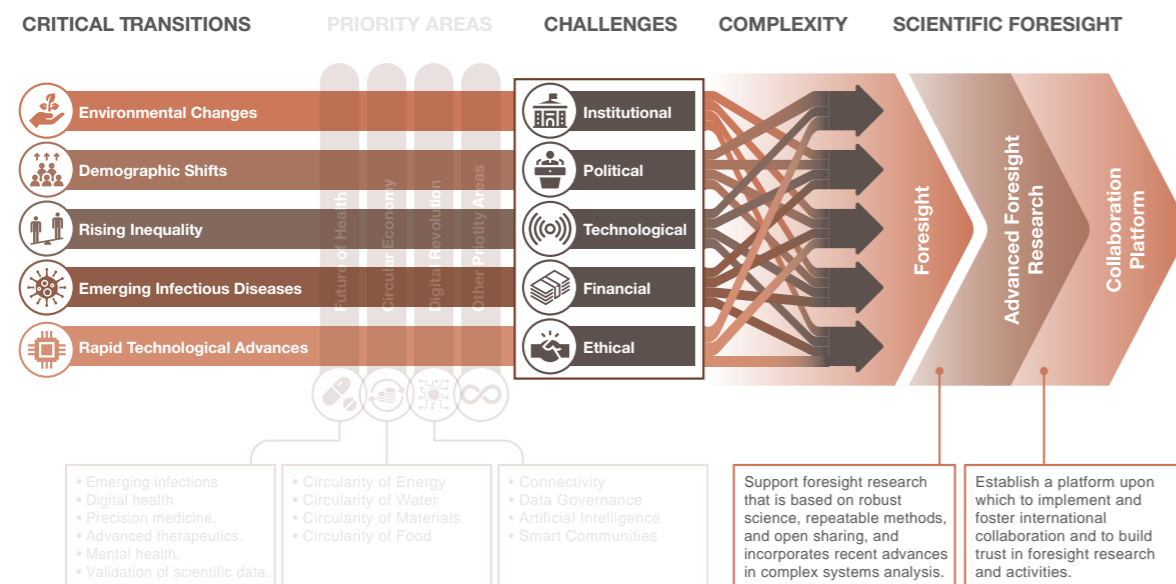 CRITICAL TRANSITIONS
PRIORITY AREAS
CHALLENGES
COMPLEXITY
SCIENTIFIC FORESIGHT
Environmental Changes
Demographic Shifts
Rising Inequality
Emerging Infectious Diseases
Rapid Technological Advances
Future of Health
Circular Economy
Digital Revolution
Other Priotity Areas
Institutional
Political
Technological
Financial
Ethical
Foresight
Advanced Foresight
Research
Collaboration
Platform
• Emerging infections
• Digital health
• Precision medicine.
• Advanced therapeutics.
• Mental health.
• Validation of scientific data.
• Circularity of Energy
• Circularity of Water
• Circularity of Materials
• Circularity of Food
• Connectivity
• Data Governance
• Artificial Intelligence
• Smart Communities
Support foresight research
that is based on robust
science, repeatable methods,
and open sharing, and
incorporates recent advances
in complex systems analysis.
Establish a platform upon
which to implement and
foster international
collaboration and to build
trust in foresight research
and activities.